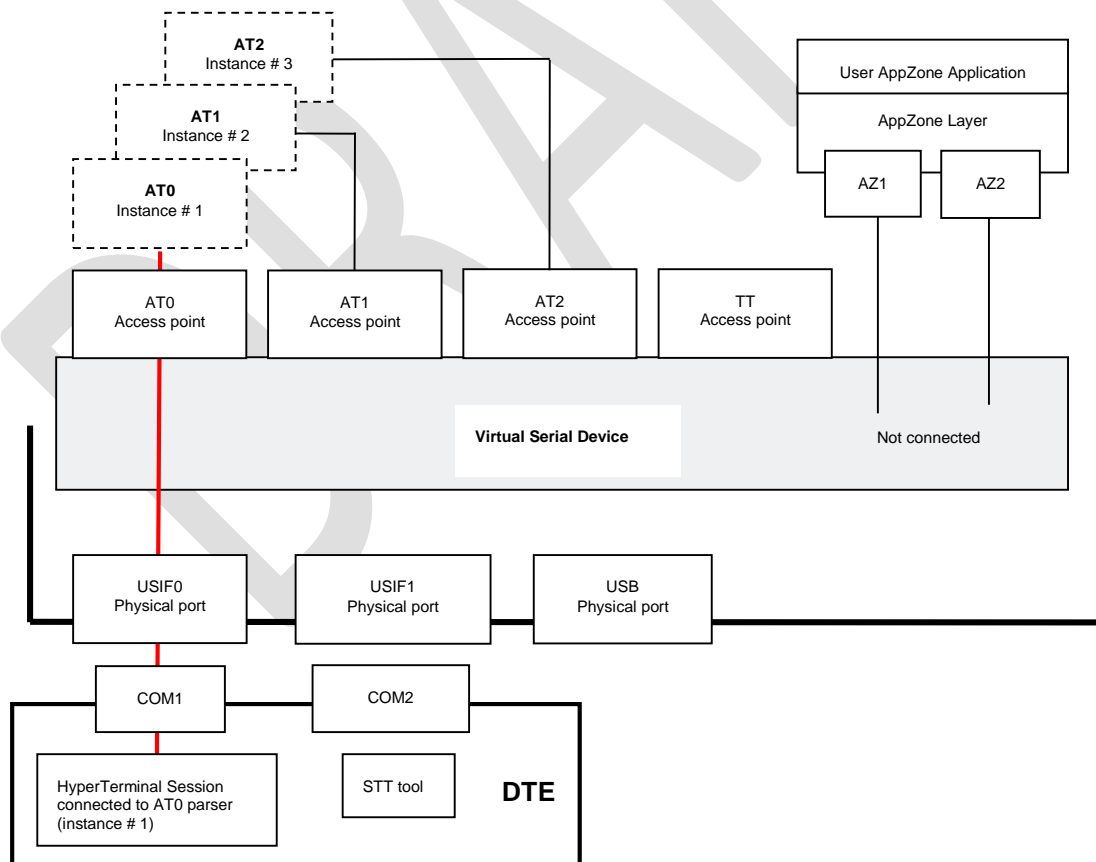 AT2
Instance # 3
AT1
Instance # 2
AT0
Instance # 1
User AppZone Application
AppZone Layer
AZ1
AZ2
AT0
Access point
AT1
Access point
AT2
Access point
TT
Access point
Virtual Serial Device
Not connected
USIF0
Physical port
USIF1
Physical port
USB
Physical port
COM1
COM2
HyperTerminal Session
connected to AT0 parser
(instance # 1)
STT tool
DTE